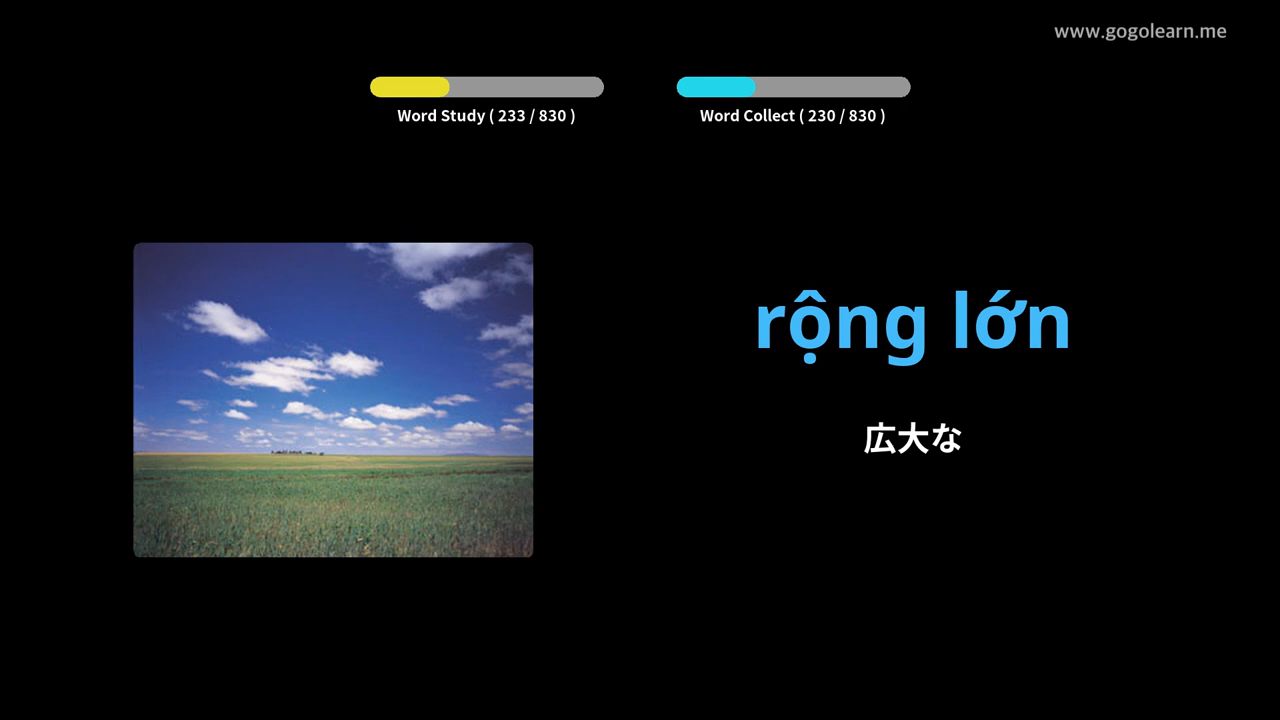 www.gogolearn.me
Word Study ( 233 / 830 )
Word Collect ( 230 / 830 )
rộng lớn
広大な